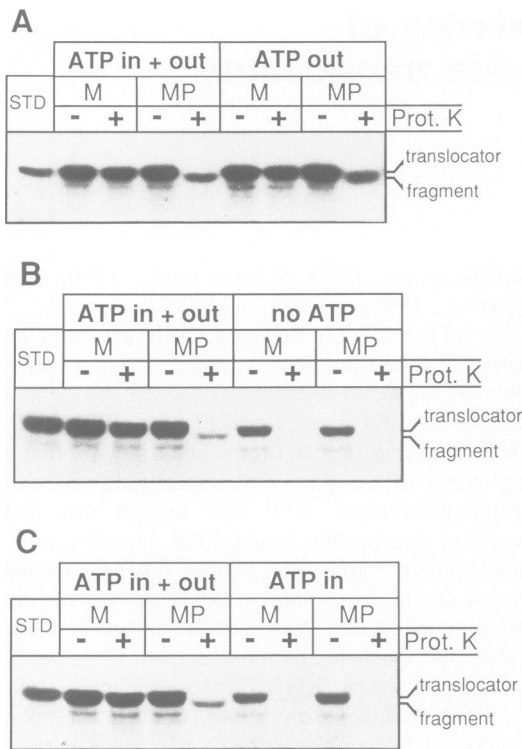 A
ATP in + out ATP out
STD M MP M MP
- + - + - + - + Prot. K
translocator
fragment
B
ATP in + out no ATP
STD M MP M MP
- + - + - + - + Prot. K
translocator
fragment
C
ATP in + out ATP in
STD M MP M MP
- + - + - + - + Prot. K
translocator
fragment